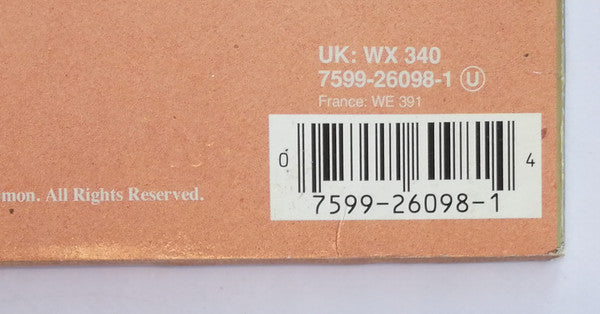 UK: WX 340
7599-26098-1 Ⓤ
France: WE 391
0 4
mon. All Rights Reserved.
7599-26098-1